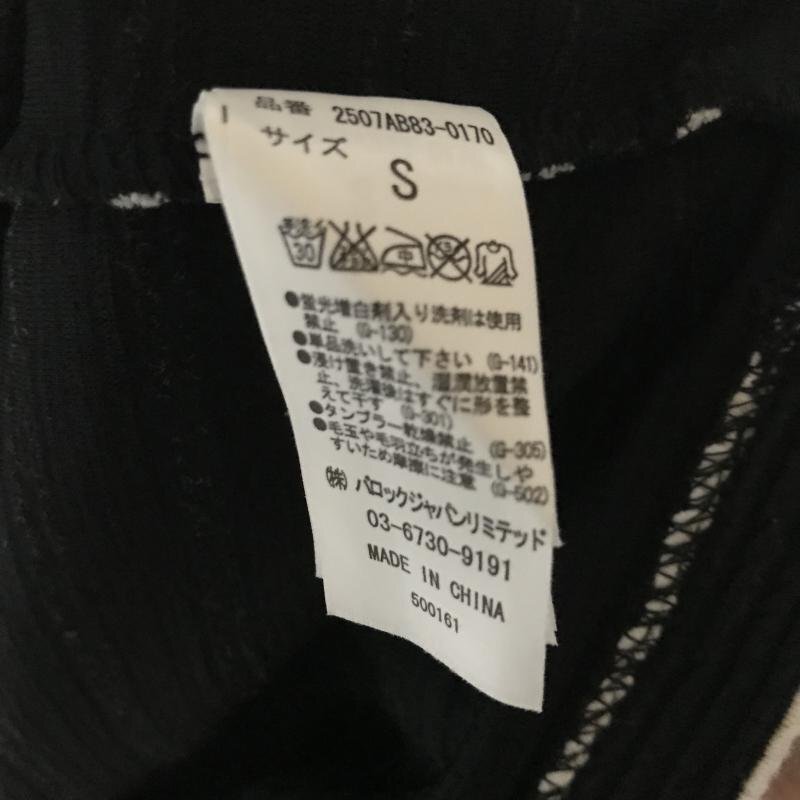 品番 2507AB83-0170
サイズ
S
30
中
●蛍光増白剤入り洗剤は使用
禁止 (G-130)
●単品洗いして下さい (G-141)
●浸け置き禁止、湿潤放置禁
止、洗濯後はすぐに形を整
えて干す (G-301)
●タンブラー乾燥禁止 (G-305)
●毛玉や毛羽立ちが発生しや
すいため摩擦に注意 (G-502)
㈱バロックジャパンリミテッド
03-6730-9191
MADE IN CHINA
500161